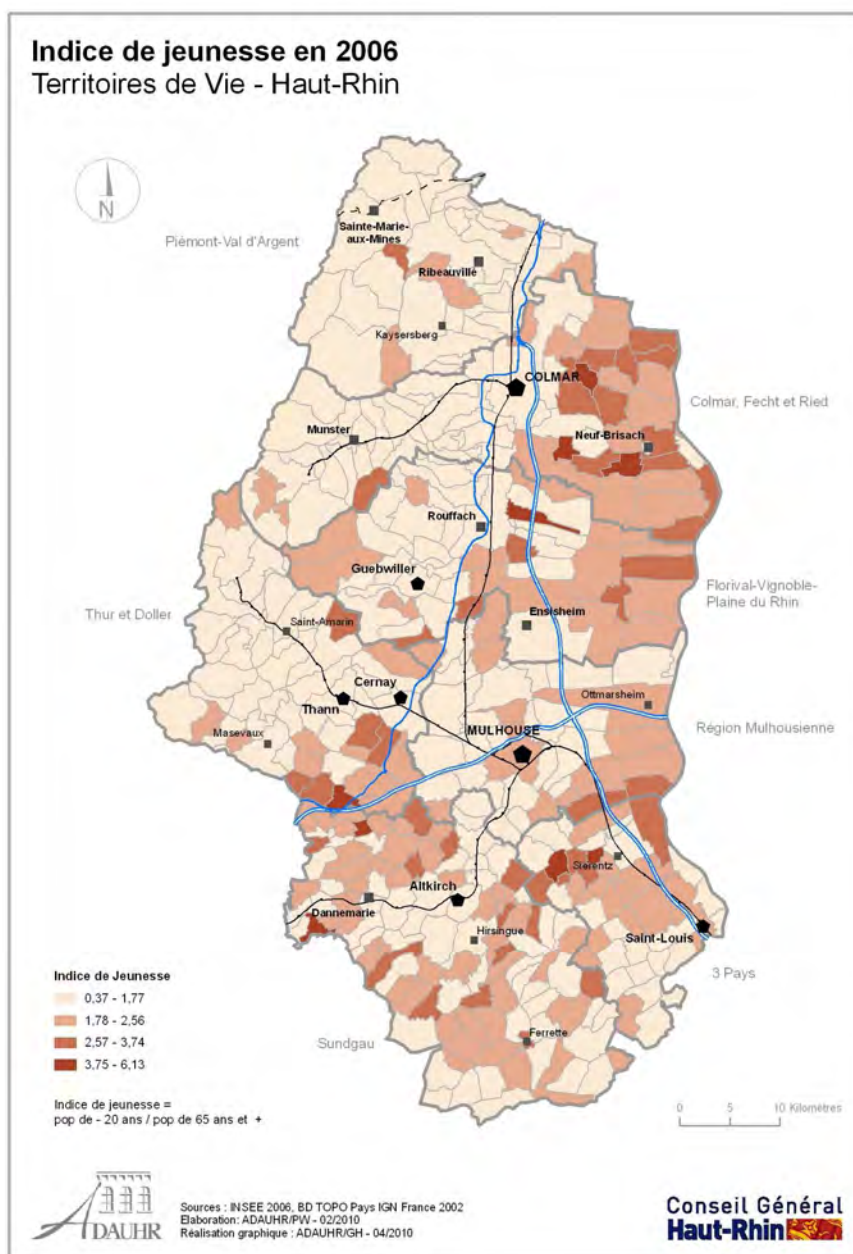 Indice de jeunesse en 2006
Territoires de Vie - Haut-Rhin
N
Piémont-Val d'Argent
Sainte-Marie-
aux-Mines
Ribeauville
Kaysersberg
COLMAR
Colmar, Fecht et Ried
Munster
Neuf-Brisach
Rouffach
Guebwiller
Florival-Vignoble-
Plaine du Rhin
Thur et Doller
Saint-Amarin
Ensisheim
Cernay
Thann
Ottmarsheim
Région Mulhousienne
Masevaux
MULHOUSE
Sierentz
Altkirch
Dannemarie
Hirsingue
Saint-Louis
3 Pays
Sundgau
Ferrette
Indice de Jeunesse
0,37 - 1,77
1,78 - 2,56
2,57 - 3,74
3,75 - 6,13
Indice de jeunesse =
pop de - 20 ans / pop de 65 ans et +
0 5 10 Kilomètres
ADAUHR
Sources : INSEE 2006, BD TOPO Pays IGN France 2002
Elaboration: ADAUHR/PW - 02/2010
Réalisation graphique : ADAUHR/GH - 04/2010
Conseil Général
Haut-Rhin